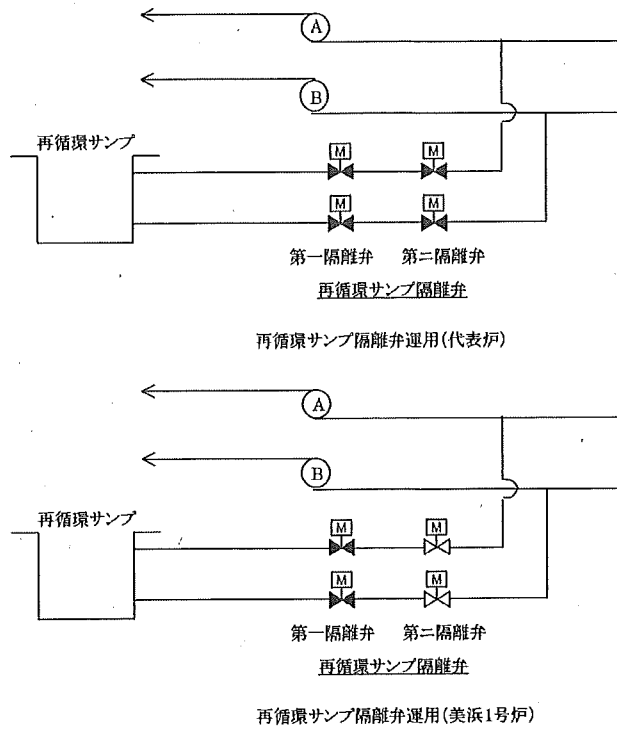 A
B
再循環サンプ
M M
M M
第一隔離弁 第二隔離弁
再循環サンプ隔離弁
再循環サンプ隔離弁運用(代表炉)
A
B
再循環サンプ
M M
M M
第一隔離弁 第二隔離弁
再循環サンプ隔離弁
再循環サンプ隔離弁運用(美浜1号炉)